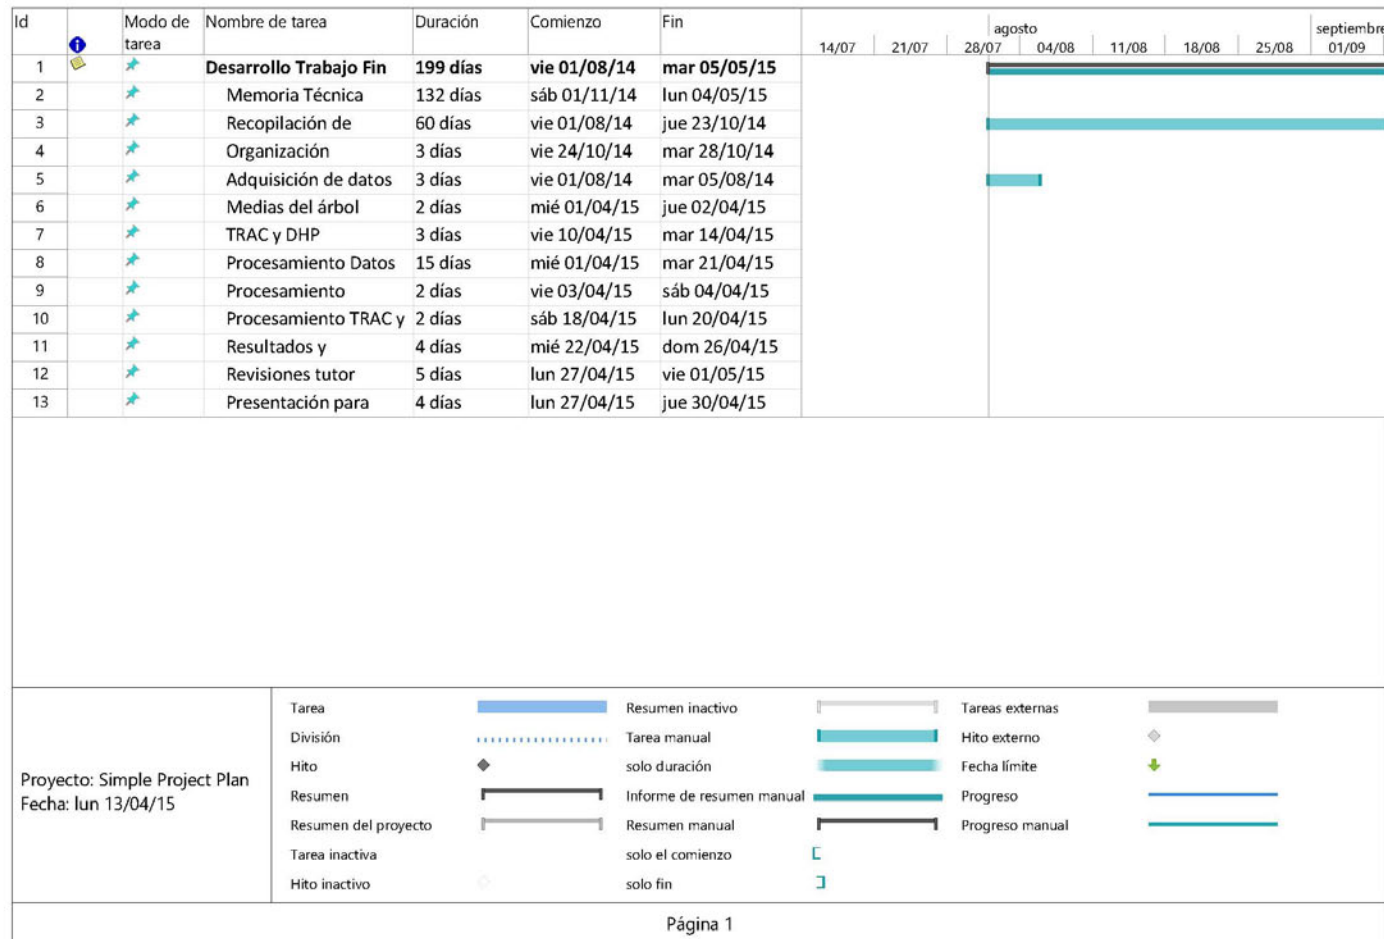 Id Modo de tarea Nombre de tarea Duración Comienzo Fin
agosto septiembre
14/07 21/07 28/07 04/08 11/08 18/08 25/08 01/09
1 Desarrollo Trabajo Fin 199 días vie 01/08/14 mar 05/05/15
2 Memoria Técnica 132 días sáb 01/11/14 lun 04/05/15
3 Recopilación de 60 días vie 01/08/14 jue 23/10/14
4 Organización 3 días vie 24/10/14 mar 28/10/14
5 Adquisición de datos 3 días vie 01/08/14 mar 05/08/14
6 Medias del árbol 2 días mié 01/04/15 jue 02/04/15
7 TRAC y DHP 3 días vie 10/04/15 mar 14/04/15
8 Procesamiento Datos 15 días mié 01/04/15 mar 21/04/15
9 Procesamiento 2 días vie 03/04/15 sáb 04/04/15
10 Procesamiento TRAC y 2 días sáb 18/04/15 lun 20/04/15
11 Resultados y 4 días mié 22/04/15 dom 26/04/15
12 Revisiones tutor 5 días lun 27/04/15 vie 01/05/15
13 Presentación para 4 días lun 27/04/15 jue 30/04/15
Proyecto: Simple Project Plan
Fecha: lun 13/04/15
Tarea Resumen inactivo Tareas externas
División Tarea manual Hito externo
Hito solo duración Fecha límite
Resumen Informe de resumen manual Progreso
Resumen del proyecto Resumen manual Progreso manual
Tarea inactiva solo el comienzo
Hito inactivo solo fin
Página 1